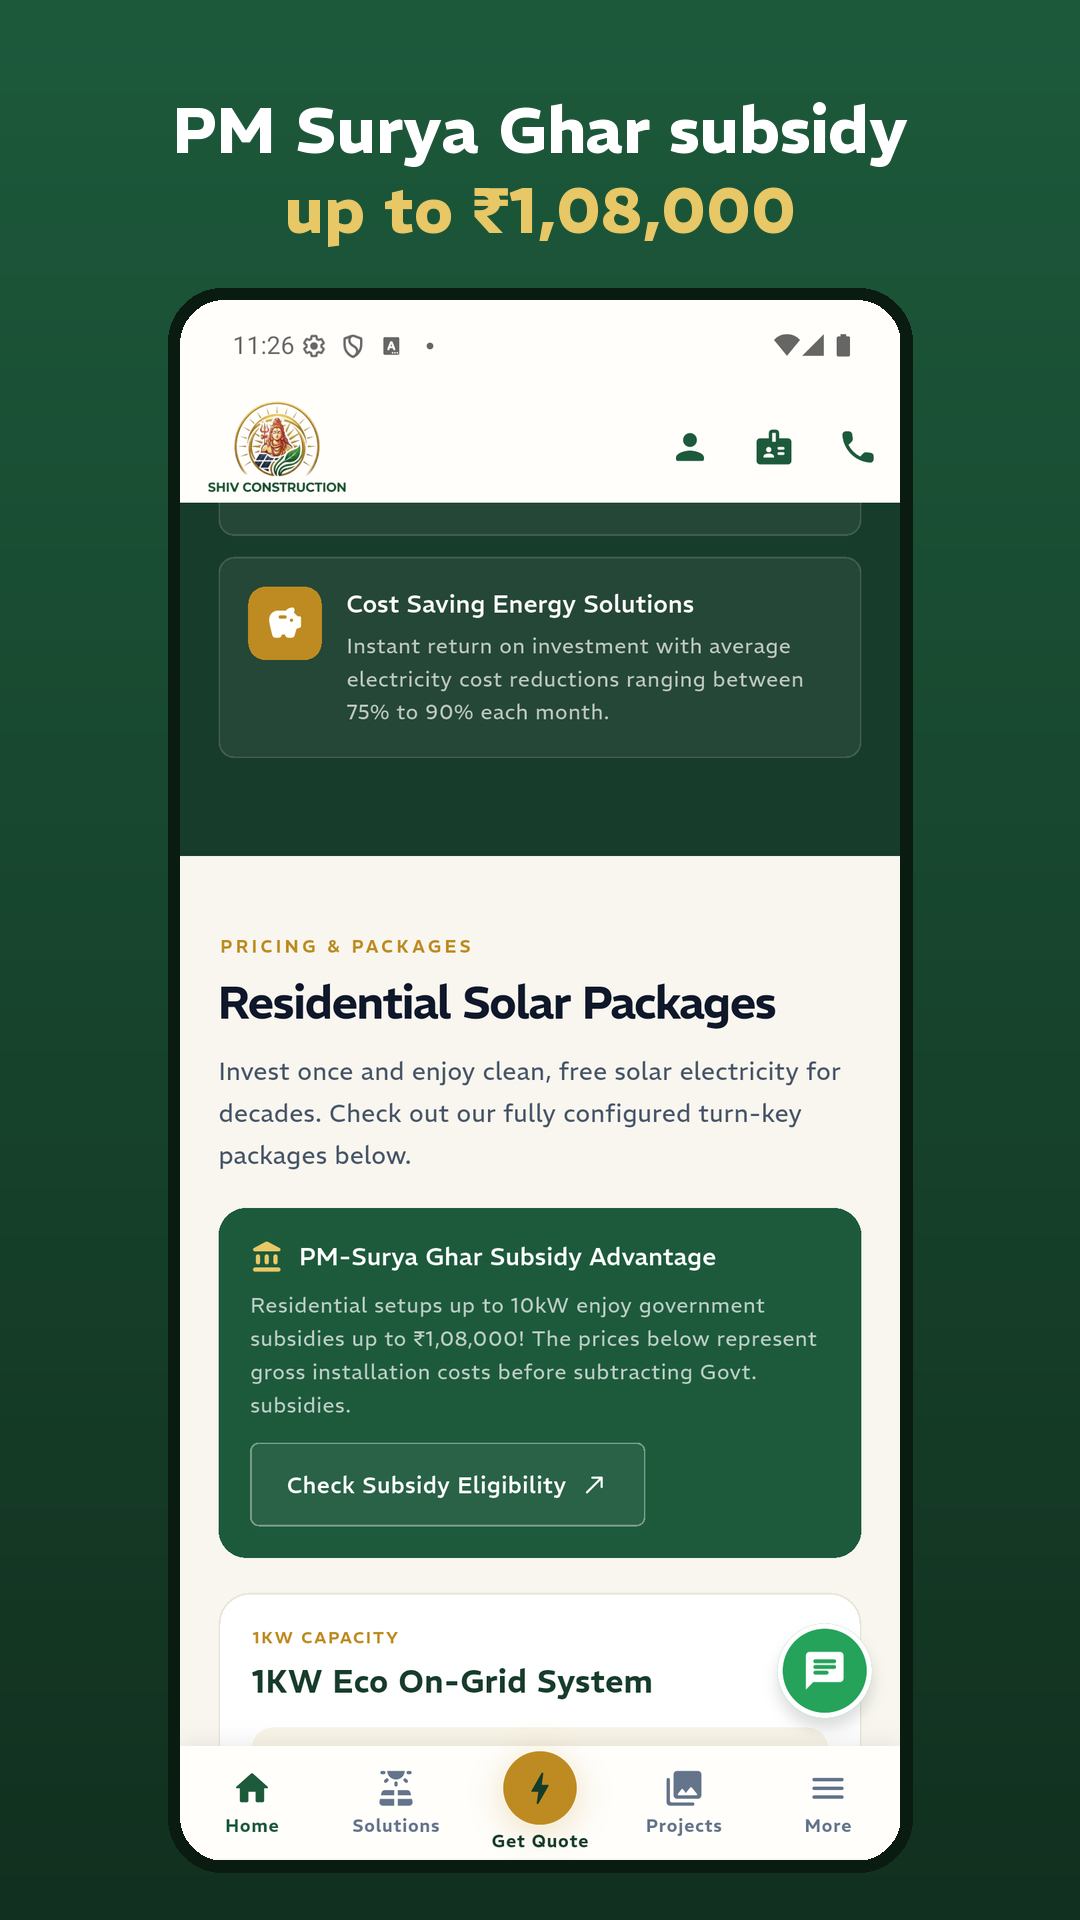 PM Surya Ghar subsidy
up to ₹1,08,000
11:26
A
SHIV CONSTRUCTION
Cost Saving Energy Solutions
Instant return on investment with average
electricity cost reductions ranging between
75% to 90% each month.
PRICING & PACKAGES
Residential Solar Packages
Invest once and enjoy clean, free solar electricity for
decades. Check out our fully configured turn-key
packages below.
PM-Surya Ghar Subsidy Advantage
Residential setups up to 10kW enjoy government
subsidies up to ₹1,08,000! The prices below represent
gross installation costs before subtracting Govt.
subsidies.
Check Subsidy Eligibility
1KW CAPACITY
1KW Eco On-Grid System
Home
Solutions
Get Quote
Projects
More